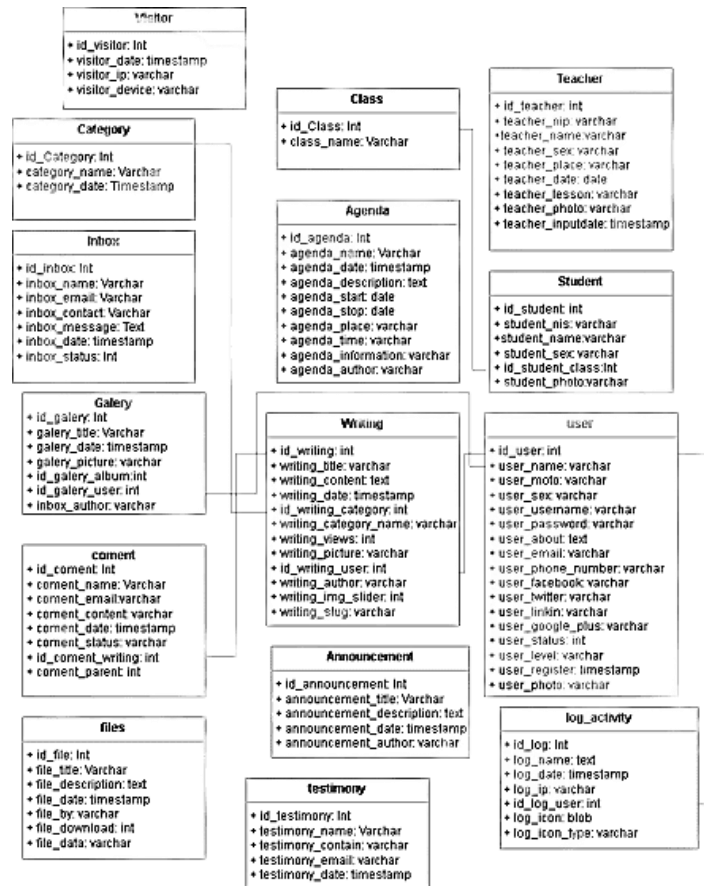 Visitor
+ id_visitor: Int
+ visitor_date: timestamp
+ visitor_ip: varchar
+ visitor_device: varchar
Category
+ id_Category: Int
+ category_name: Varchar
+ category_date: Timestamp
Inbox
+ id_inbox: Int
+ inbox_name: Varchar
+ inbox_email: Varchar
+ inbox_contact: Varchar
+ inbox_message: Text
+ inbox_date: timestamp
+ inbox_status: Int
Galery
+ id_galery: Int
+ galery_title: Varchar
+ galery_date: timestamp
+ galery_picture: varchar
+ id_galery_album:int
+ id_galery_user: int
+ inbox_author: varchar
coment
+ id_coment: Int
+ coment_name: Varchar
+ coment_email:varchar
+ coment_content: varchar
+ coment_date: timestamp
+ coment_status: varchar
+ id_coment_writing: int
+ coment_parent: int
files
+ id_file: Int
+ file_title: Varchar
+ file_description: text
+ file_date: timestamp
+ file_by: varchar
+ file_download: int
+ file_data: varchar
Class
+ id_Class: Int
+ class_name: Varchar
Agenda
+ id_agenda: Int
+ agenda_name: Varchar
+ agenda_date: timestamp
+ agenda_description: text
+ agenda_start: date
+ agenda_stop: date
+ agenda_place: varchar
+ agenda_time: varchar
+ agenda_information: varchar
+ agenda_author: varchar
Writing
+ id_writing: int
+ writing_title: varchar
+ writing_content: text
+ writing_date: timestamp
+ id_writing_category: int
+ writing_category_name: varchar
+ writing_views: int
+ writing_picture: varchar
+ id_writing_user: int
+ writing_author: varchar
+ writing_img_slider: int
+ writing_slug: varchar
Announcement
+ id_announcement: Int
+ announcement_title: Varchar
+ announcement_description: text
+ announcement_date: timestamp
+ announcement_author: varchar
testimony
+ id_testimony: Int
+ testimony_name: Varchar
+ testimony_contain: varchar
+ testimony_email: varchar
+ testimony_date: timestamp
Teacher
+ id_teacher: int
+ teacher_nip: varchar
+teacher_name:varchar
+ teacher_sex: varchar
+ teacher_place: varchar
+ teacher_date: date
+ teacher_lesson: varchar
+ teacher_photo: varchar
+ teacher_inputdate: timestamp
Student
+ id_student: int
+ student_nis: varchar
+student_name:varchar
+ student_sex: varchar
+ id_student_class:Int
+ student_photo:varchar
user
+ id_user: int
+ user_name: varchar
+ user_moto: varchar
+ user_sex: varchar
+ user_username: varchar
+ user_password: varchar
+ user_about: text
+ user_email: varchar
+ user_phone_number: varchar
+ user_facebook: varchar
+ user_twitter: varchar
+ user_linkin: varchar
+ user_google_plus: varchar
+ user_status: int
+ user_level: varchar
+ user_register: timestamp
+ user_photo: varchar
log_activity
+ id_log: Int
+ log_name: text
+ log_date: timestamp
+ log_ip: varchar
+ id_log_user: int
+ log_icon: blob
+ log_icon_type: varchar